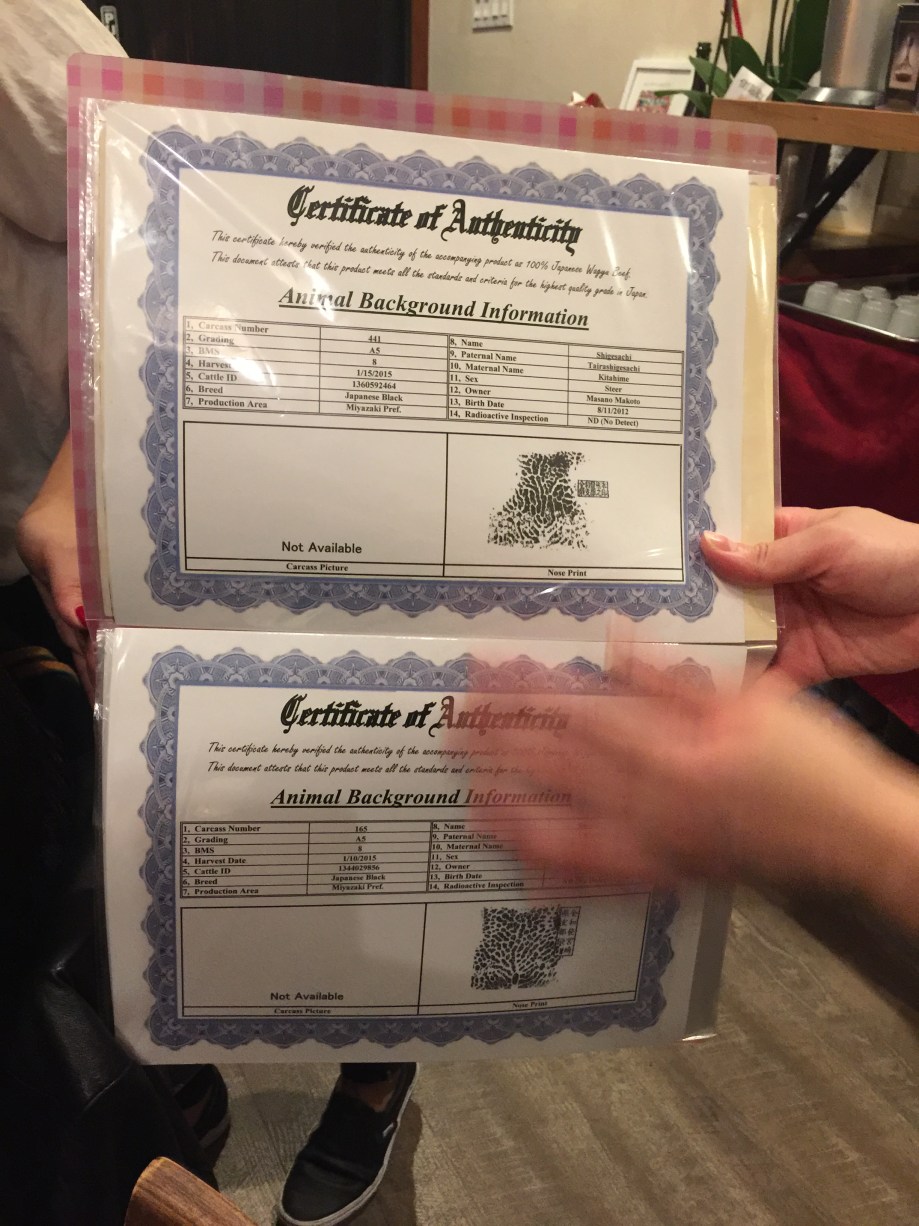 Certificate of Authenticity
This certificate hereby verified the authenticity of the accompanying product as 100% Japanese Wagyu Beef.
This document attests that this product meets all the standards and criteria for the highest quality grade in Japan.
Animal Background Information
1, Carcass Number 441 8, Name Shigesachi
2, Grading A5 9, Paternal Name Tairashigesachi
3, BMS 8 10, Maternal Name Kitahime
4, Harvest 1/15/2015 11, Sex Steer
5, Cattle ID 1360592464 12, Owner Masano Makoto
6, Breed Japanese Black 13, Birth Date 8/11/2012
7, Production Area Miyazaki Pref. 14, Radioactive Inspection ND (No Detect)
Not Available
Carcass Picture Nose Print
Certificate of Authenticity
This certificate hereby verified the authenticity of the accompanying product
This document attests that this product meets all the standards and criteria for the
Animal Background Information
1, Carcass Number 165 8, Name
2, Grading A5 9, Paternal Name
3, BMS 8 10, Maternal Name
4, Harvest Date 1/10/2015 11, Sex
5, Cattle ID 1344029856 12, Owner
6, Breed Japanese Black 13, Birth Date
7, Production Area Miyazaki Pref. 14, Radioactive Inspection
Not Available
Carcass Picture Nose Print